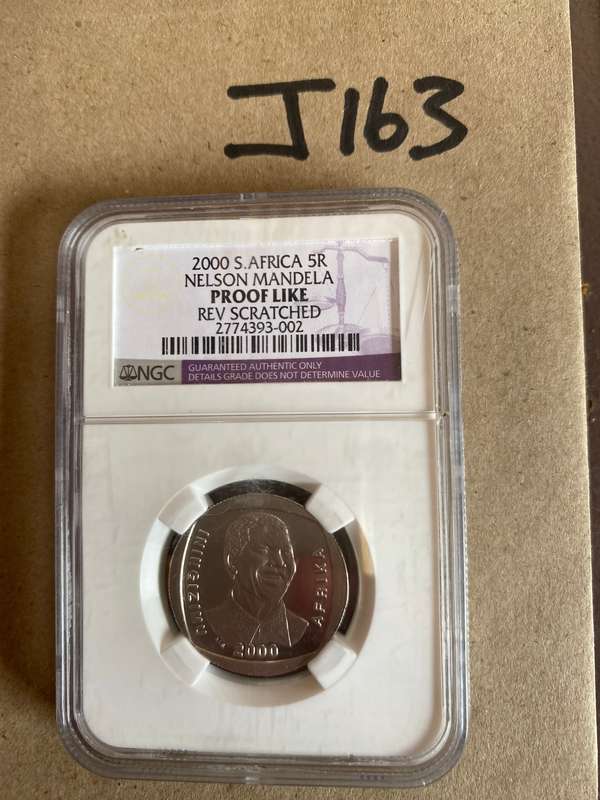 J163
2000 S.AFRICA 5R
NELSON MANDELA
PROOF LIKE
REV SCRATCHED
2774393-002
NGC
GUARANTEED AUTHENTIC ONLY
DETAILS GRADE DOES NOT DETERMINE VALUE
NINGIZIMU
AFRIKA
2000